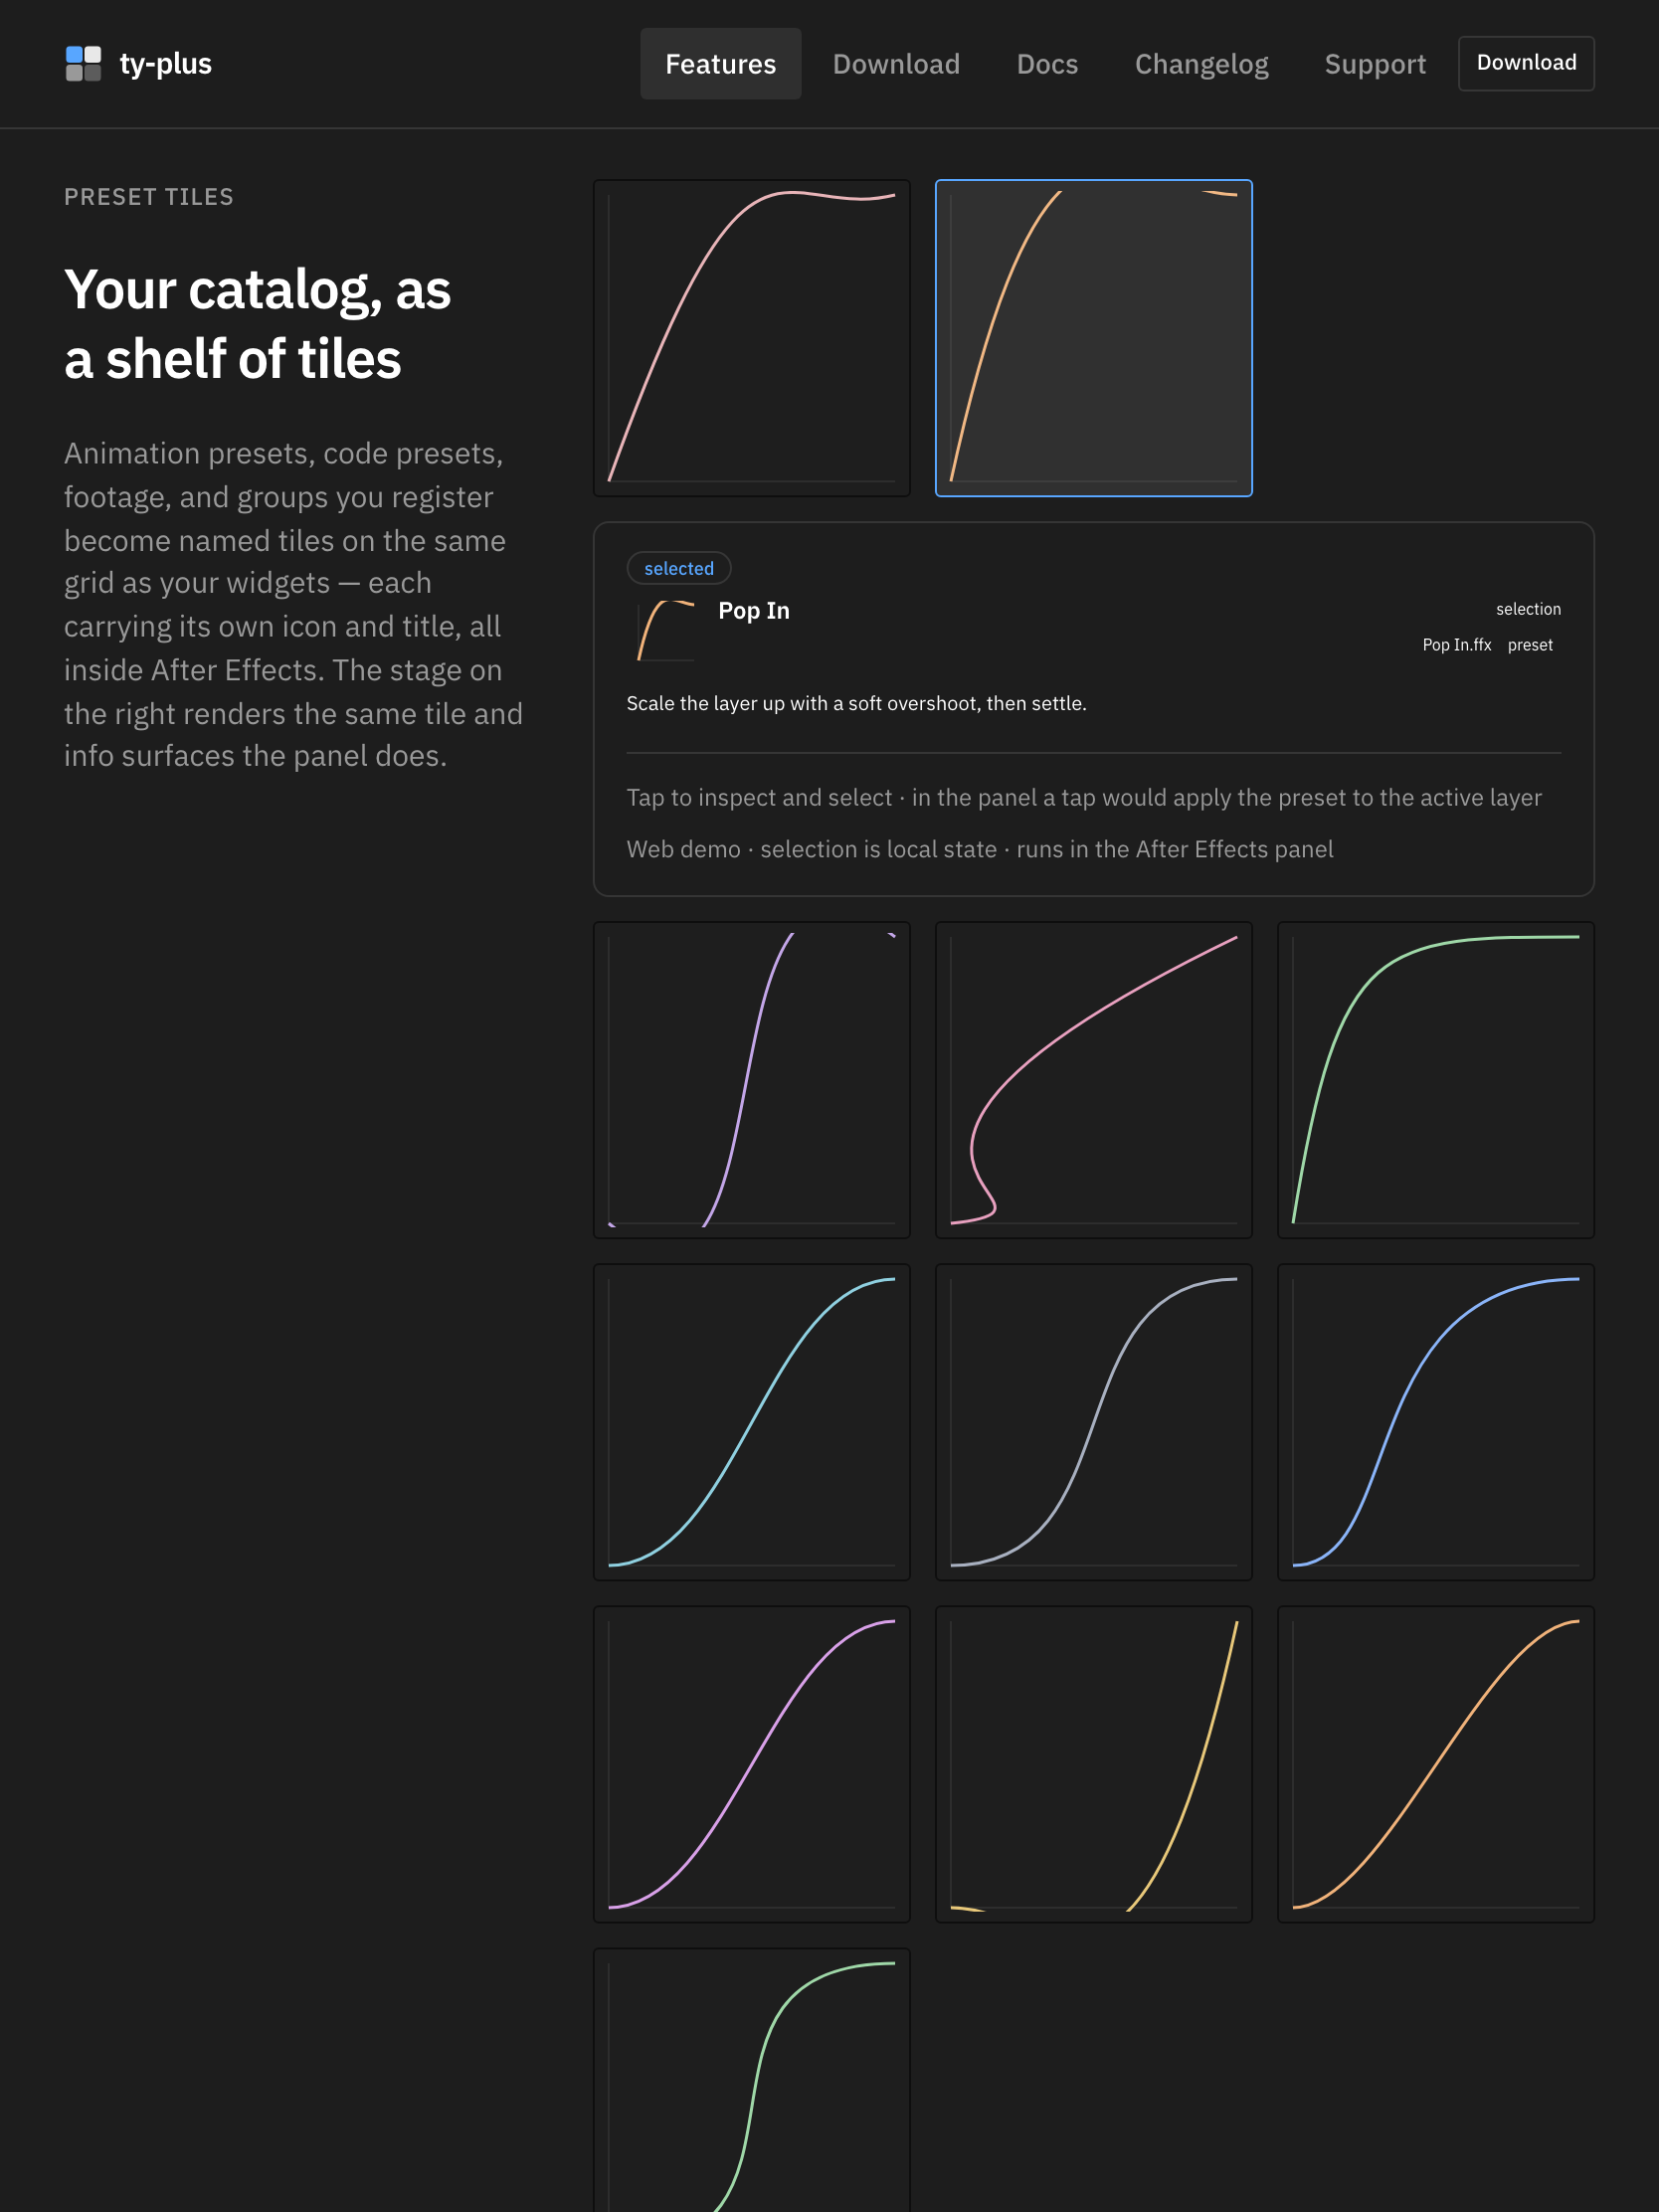 ty-plus
Features
Download
Docs
Changelog
Support
Download
PRESET TILES
Your catalog, as
a shelf of tiles
Animation presets, code presets,
footage, and groups you register
become named tiles on the same
grid as your widgets — each
carrying its own icon and title, all
inside After Effects. The stage on
the right renders the same tile and
info surfaces the panel does.
selected
Pop In
selection
Pop In.ffx preset
Scale the layer up with a soft overshoot, then settle.
Tap to inspect and select · in the panel a tap would apply the preset to the active layer
Web demo · selection is local state · runs in the After Effects panel